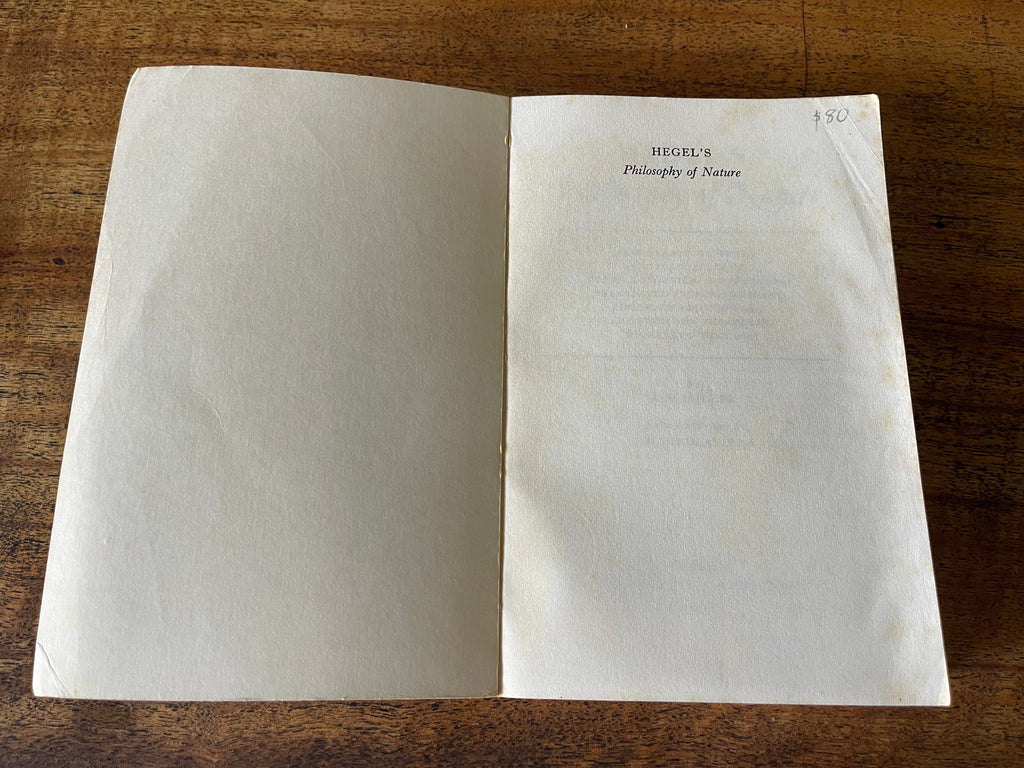 $80
HEGEL'S
Philosophy of Nature